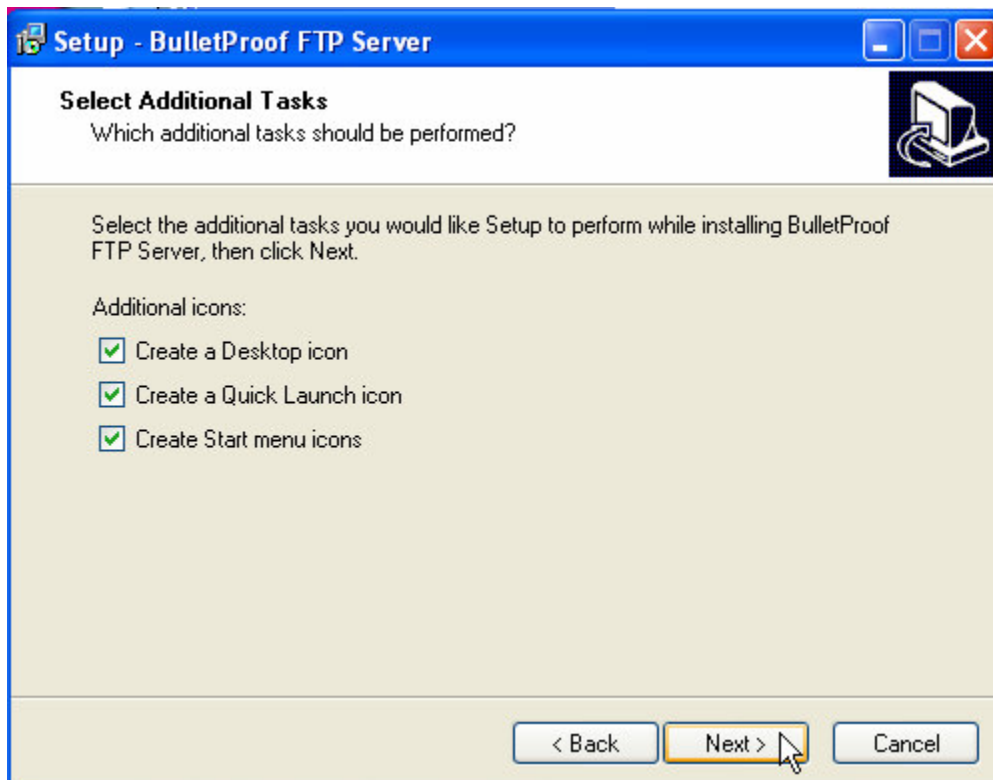 Setup - BulletProof FTP Server
Select Additional Tasks
Which additional tasks should be performed?
Select the additional tasks you would like Setup to perform while installing BulletProof
FTP Server, then click Next.
Additional icons:
Create a Desktop icon
Create a Quick Launch icon
Create Start menu icons
< Back
Next >
Cancel